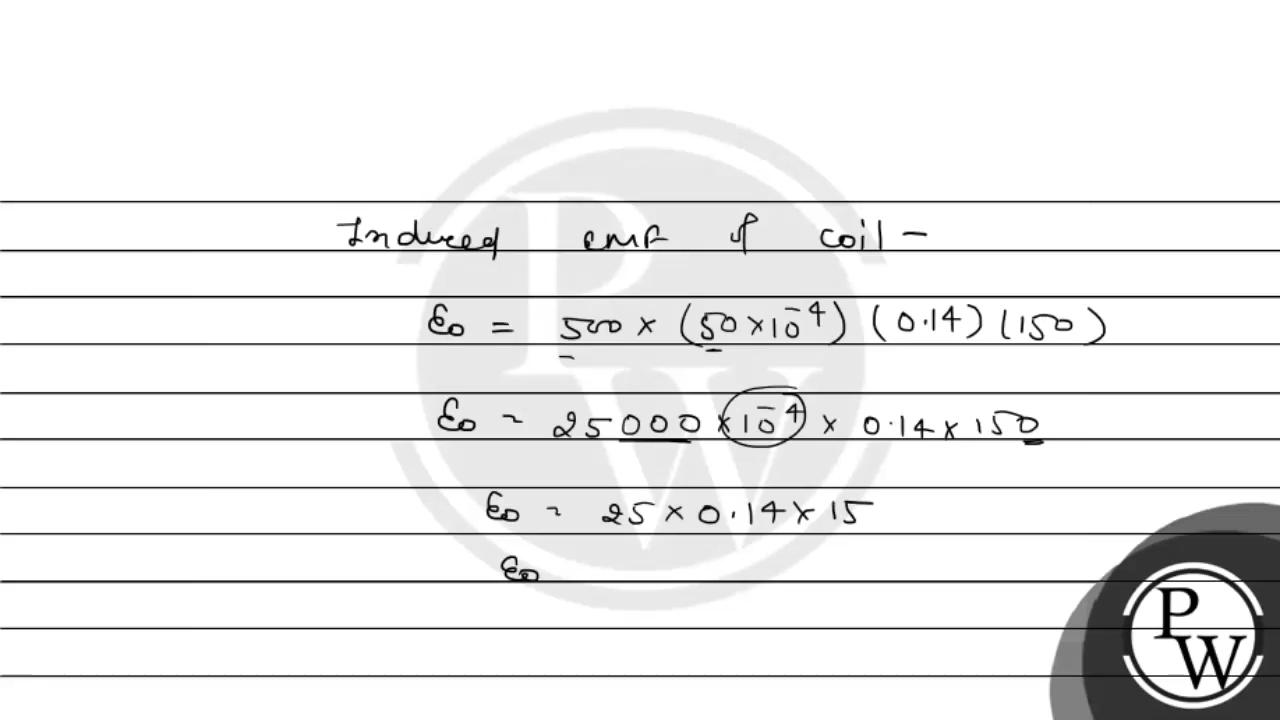 Induced emf of coil -
ε₀ = 500 × (50 × 10⁻⁴) (0.14) (150)
ε₀ = 25000 × 10⁻⁴ × 0.14 × 150
ε₀ = 25 × 0.14 × 15
ε₀
P
W
PW